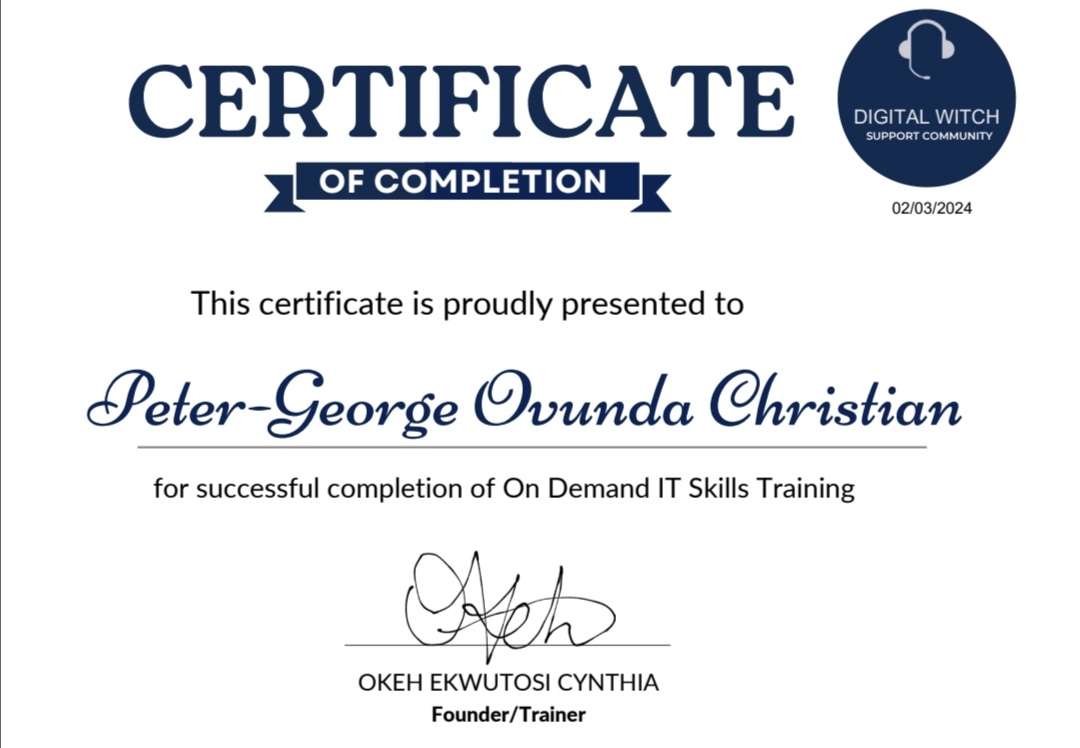 CERTIFICATE
OF COMPLETION
DIGITAL WITCH
SUPPORT COMMUNITY
02/03/2024
This certificate is proudly presented to
Peter-George Ovunda Christian
for successful completion of On Demand IT Skills Training
Okeh
OKEH EKWUTOSI CYNTHIA
Founder/Trainer